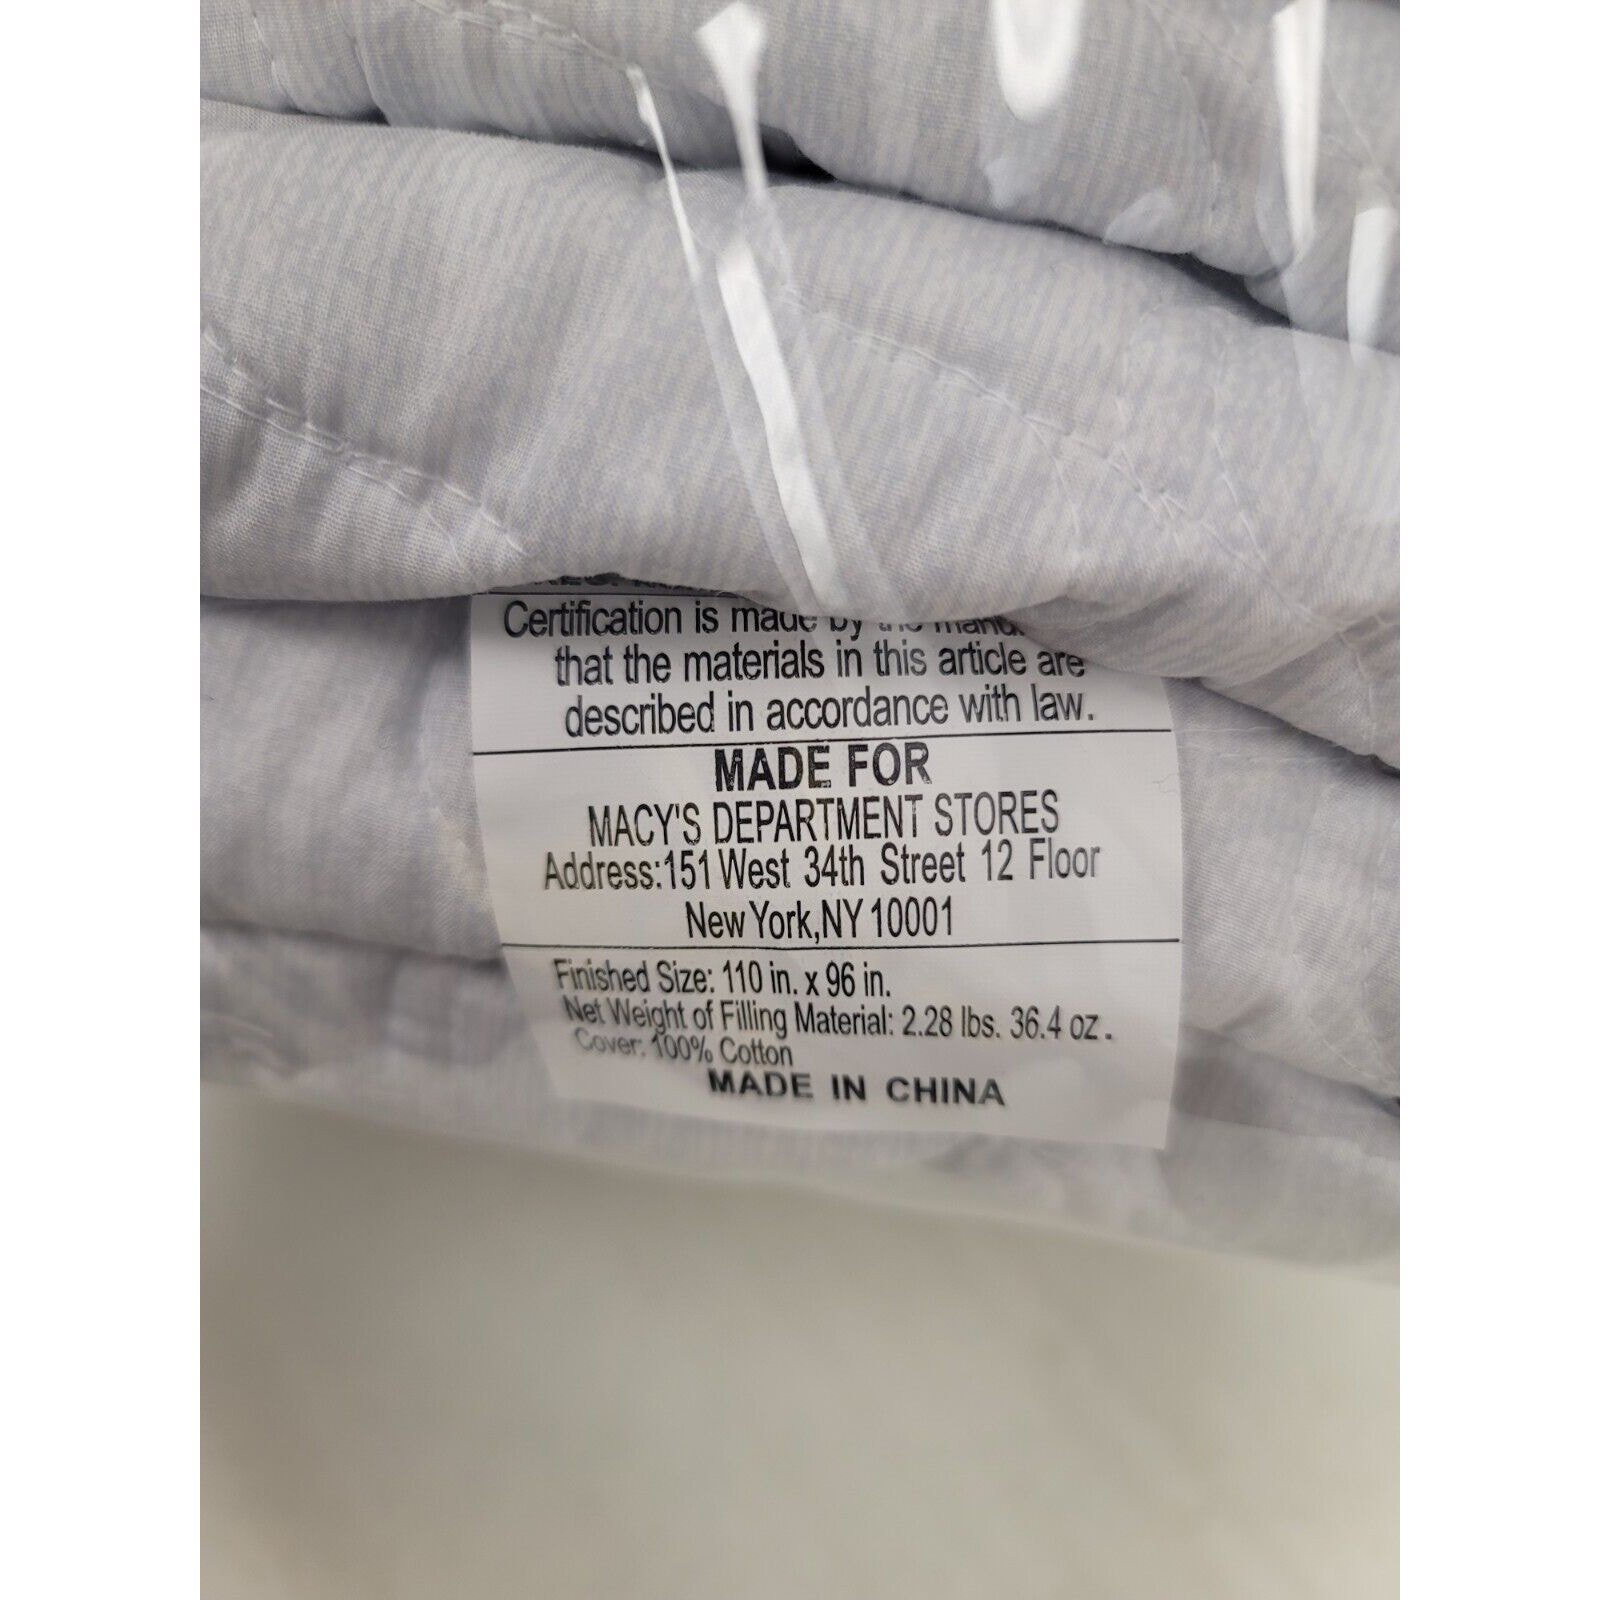 Certification is made by the
that the materials in this article are
described in accordance with law.
MADE FOR
MACY'S DEPARTMENT STORES
Address:151 West 34th Street 12 Floor
New York,NY 10001
Finished Size: 110 in. x 96 in.
Net Weight of Filling Material: 2.28 lbs. 36.4 oz.
Cover: 100% Cotton
MADE IN CHINA